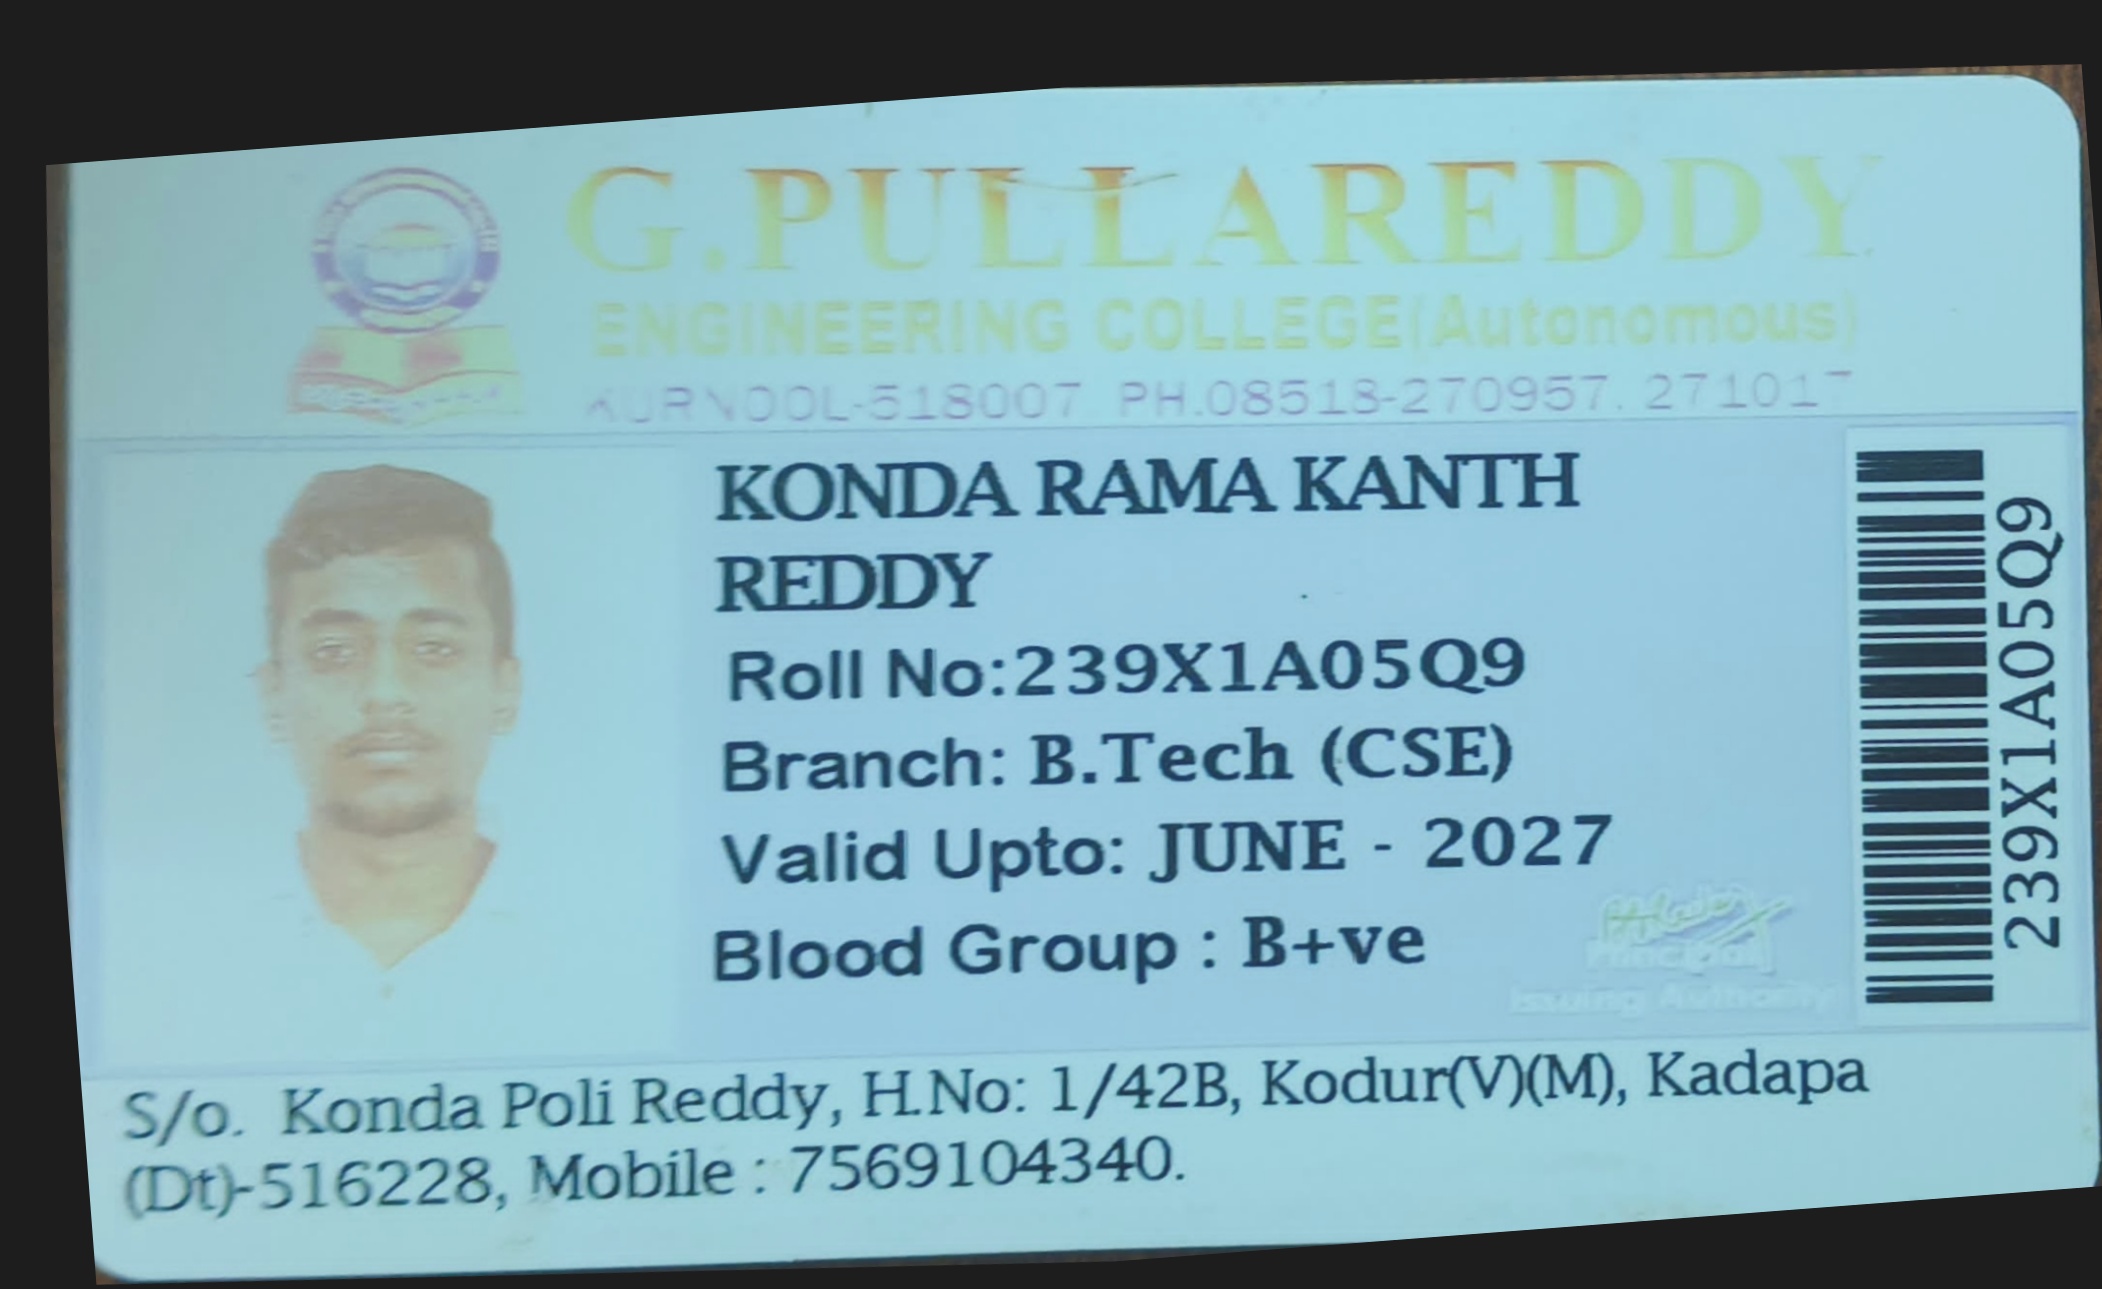 G.PULLAREDDY
ENGINEERING COLLEGE(Autonomous)
KURNOOL-518007 PH.08518-270957. 271017
KONDA RAMA KANTH
REDDY
Roll No:239X1A05Q9
Branch: B.Tech (CSE)
Valid Upto: JUNE - 2027
Blood Group : B+ve
Principal
Issuing Authority
239X1A05Q9
S/o. Konda Poli Reddy, H.No: 1/42B, Kodur(V)(M), Kadapa
(Dt)-516228, Mobile : 7569104340.